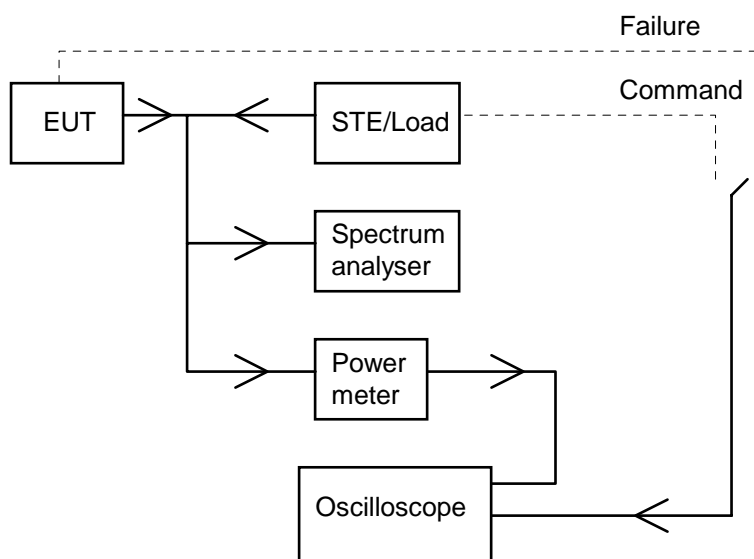 Failure
Command
EUT
STE/Load
Spectrum
analyser
Power
meter
Oscilloscope